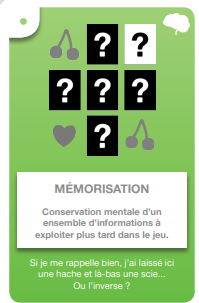 ? ?
? ? ?
?
MÉMORISATION
Conservation mentale d'un
ensemble d'informations à
exploiter plus tard dans le jeu.
Si je me rappelle bien, j'ai laissé ici
une hache et là-bas une scie...
Ou l'inverse ?